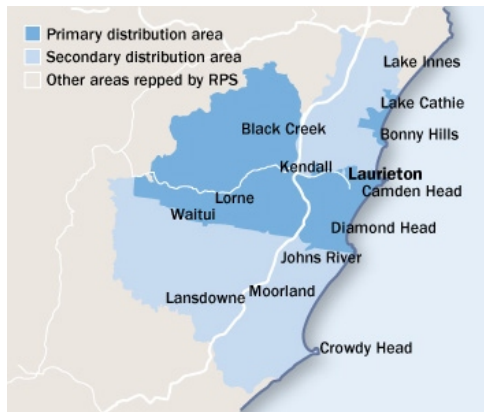 Primary distribution area
Secondary distribution area
Other areas repped by RPS
Lake Innes
Lake Cathie
Black Creek
Bonny Hills
Kendall
Laurieton
Camden Head
Lorne
Waitui
Diamond Head
Johns River
Moorland
Lansdowne
Crowdy Head